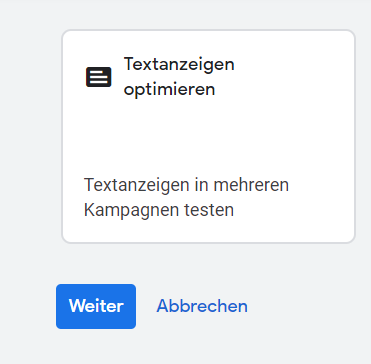 Textanzeigen
optimieren
Textanzeigen in mehreren
Kampagnen testen
Weiter Abbrechen